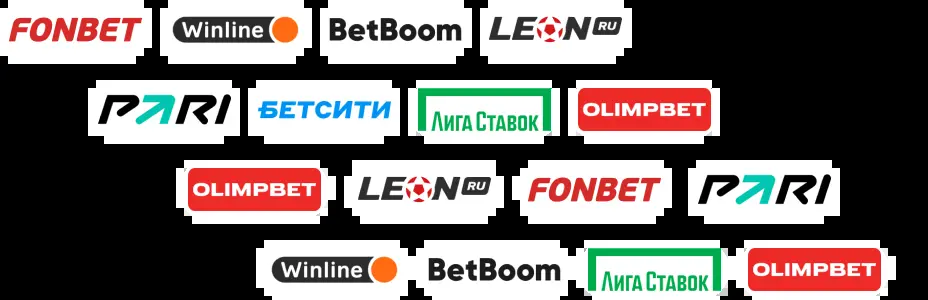 FONBET Winline BetBoom LEON RU
PARI БЕТСИТИ ЛИГА СТАВОК OLIMPBET
OLIMPBET LEON RU FONBET PARI
Winline BetBoom ЛИГА СТАВОК OLIMPBET